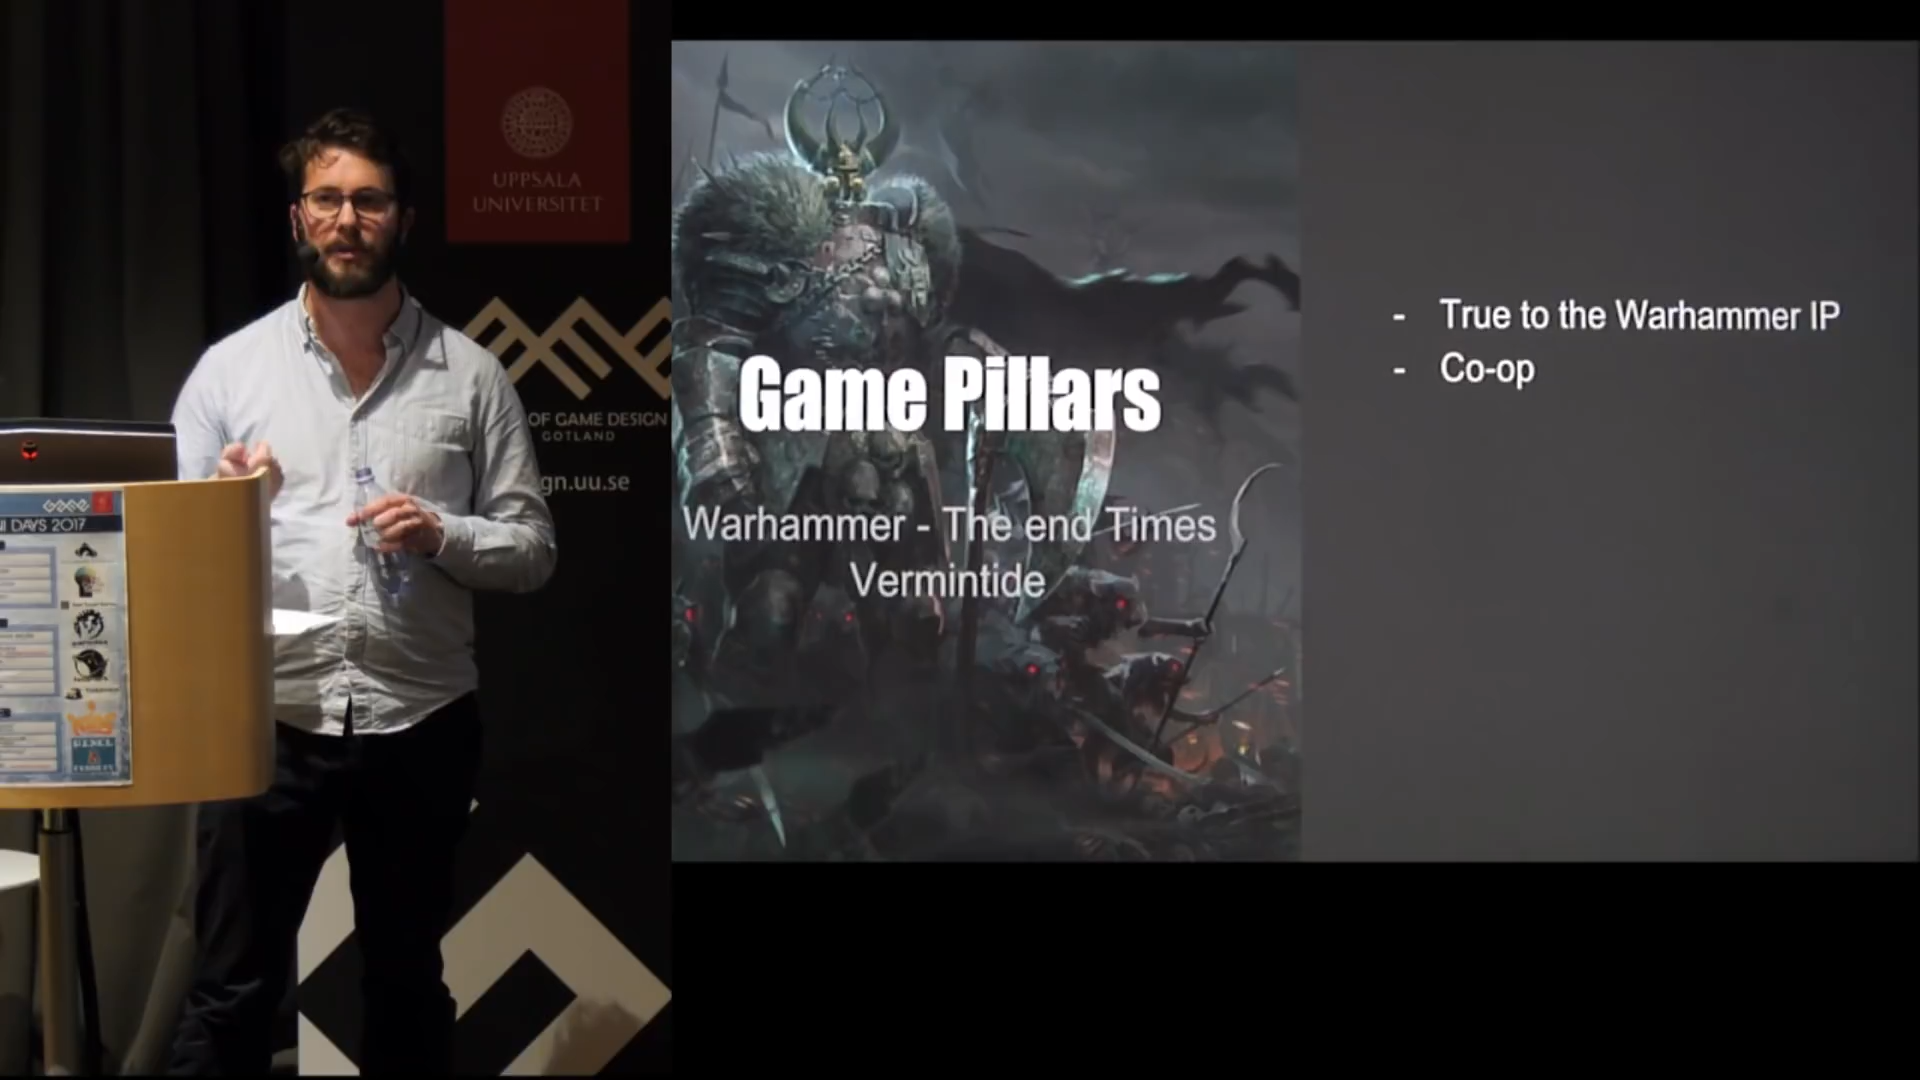 UPPSALA
UNIVERSITET
OF GAME DESIGN
GOTLAND
gn.uu.se
DAYS 2017
Game Pillars
Warhammer - The end Times
Vermintide
- True to the Warhammer IP
- Co-op